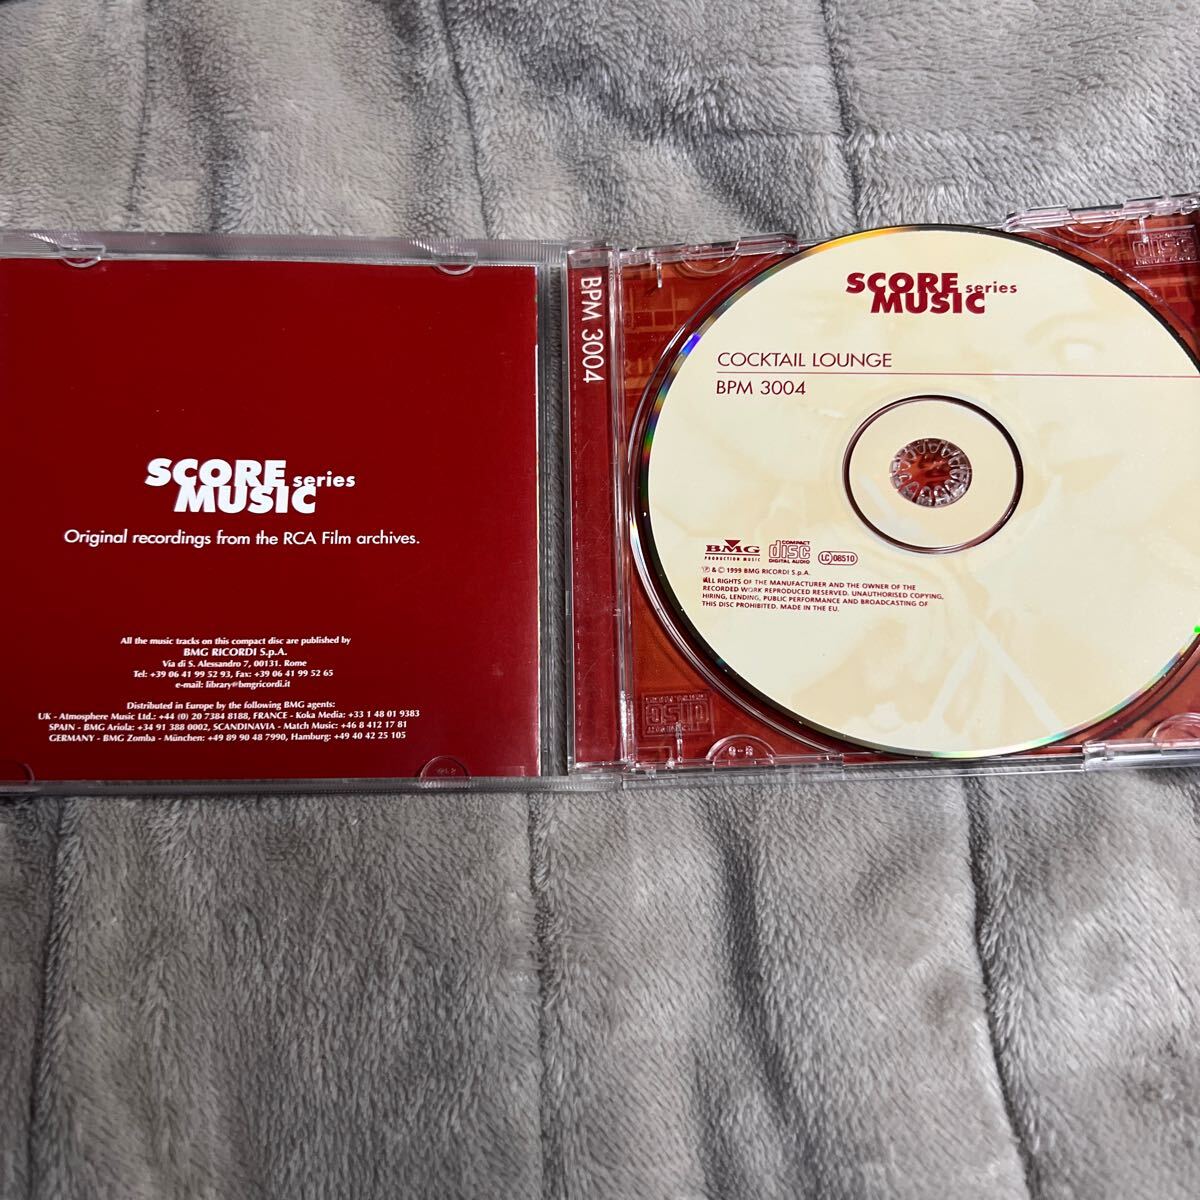 SCORE series
MUSIC
Original recordings from the RCA Film archives.
All the music tracks on this compact disc are published by
BMG RICORDI S.p.A.
Via di S. Alessandro 7, 00131. Rome
Tel: +39 06 41 99 52 93, Fax: +39 06 41 99 52 65
e-mail: library@bmgricordi.it
Distributed in Europe by the following BMG agents:
UK - Atmosphere Music Ltd.: +44 (0) 20 7384 8188, FRANCE - Koka Media: +33 1 48 01 9383
SPAIN - BMG Ariola: +34 91 388 0002, SCANDINAVIA - Match Music: +46 8 412 17 81
GERMANY - BMG Zomba - München: +49 89 90 48 7990, Hamburg: +49 40 42 25 105
BPM 3004
SCORE series
MUSIC
COCKTAIL LOUNGE
BPM 3004
BMG
PRODUCTION MUSIC
COMPACT
disc
DIGITAL AUDIO
LC 08510
℗ & © 1999 BMG RICORDI S.p.A.
ALL RIGHTS OF THE MANUFACTURER AND THE OWNER OF THE
RECORDED WORK REPRODUCED RESERVED. UNAUTHORISED COPYING,
HIRING, LENDING, PUBLIC PERFORMANCE AND BROADCASTING OF
THIS DISC PROHIBITED. MADE IN THE EU.